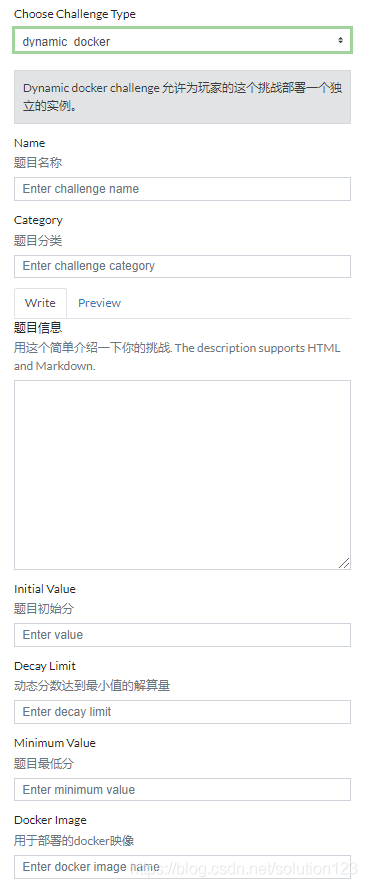 Choose Challenge Type
dynamic_docker
Dynamic docker challenge 允许为玩家的这个挑战部署一个独
立的实例。
Name
题目名称
Enter challenge name
Category
题目分类
Enter challenge category
Write Preview
题目信息
用这个简单介绍一下你的挑战. The description supports HTML
and Markdown.
Initial Value
题目初始分
Enter value
Decay Limit
动态分数达到最小值的解算量
Enter decay limit
Minimum Value
题目最低分
Enter minimum value
Docker Image
用于部署的docker映像
Enter docker image name
https://blog.csdn.net/solution123